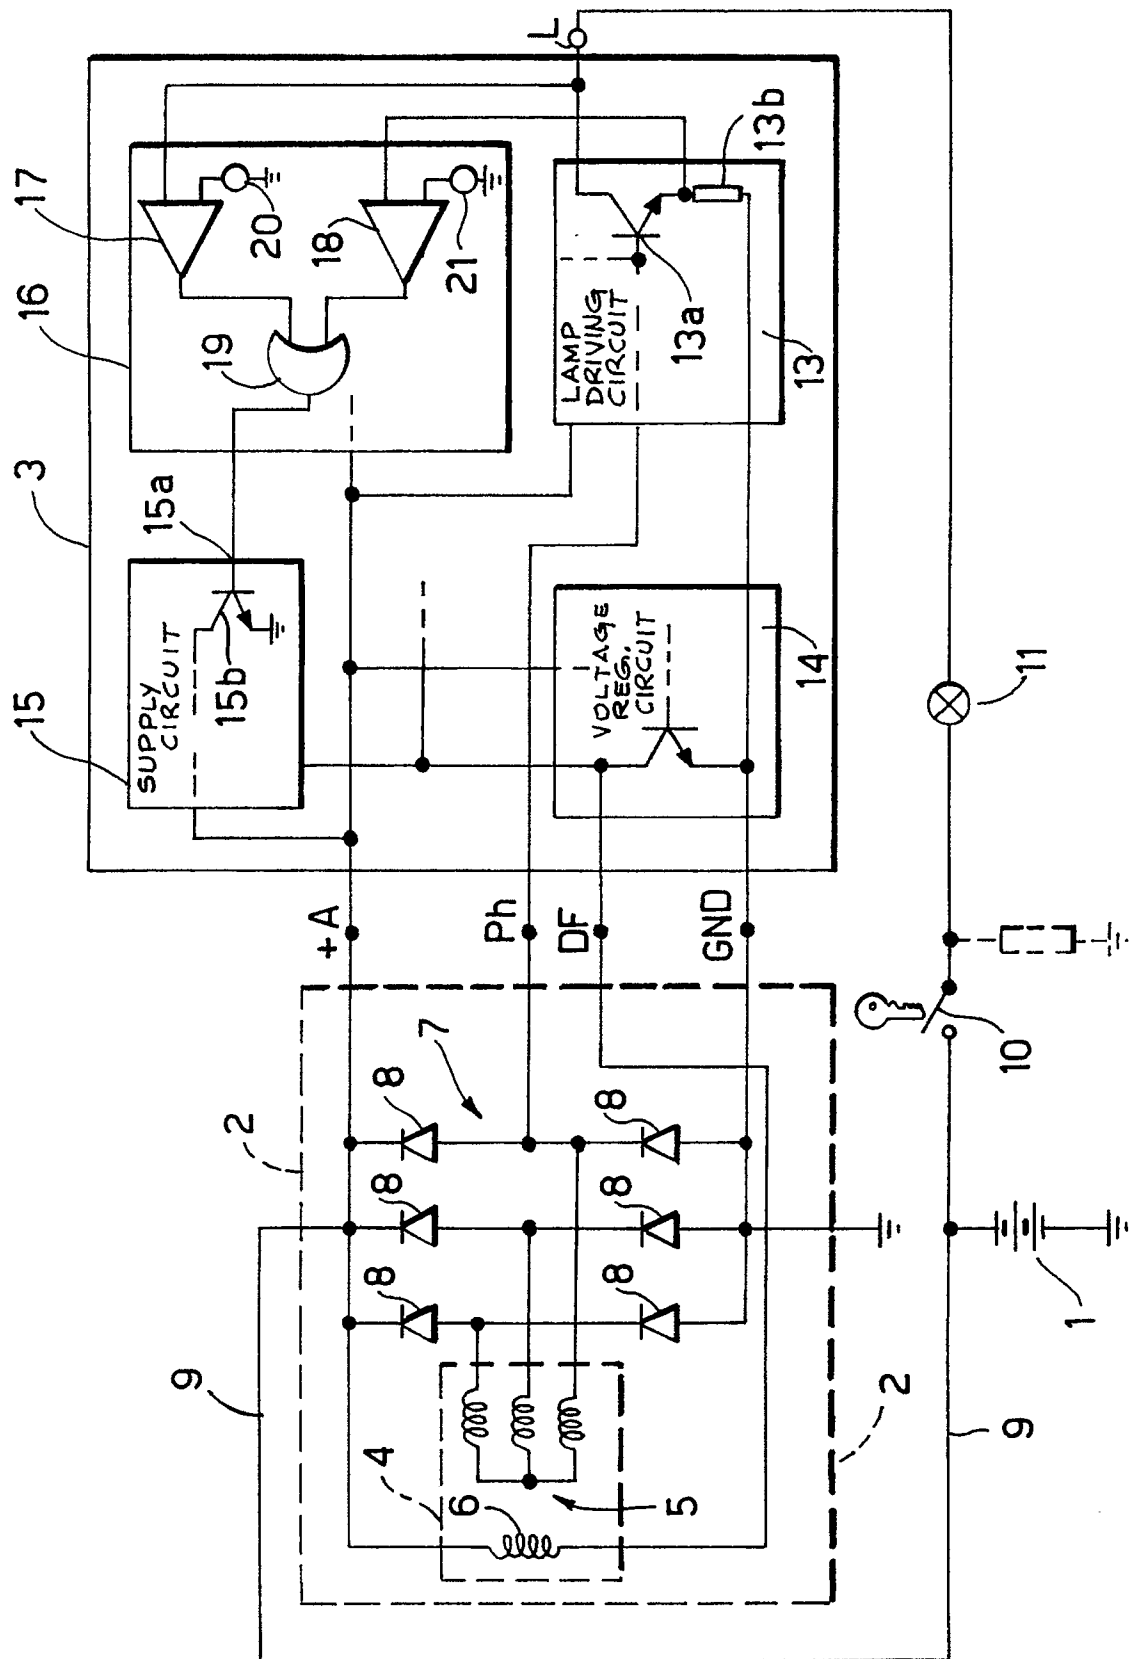 3
16
17
L
15
SUPPLY
CIRCUIT
15b
15a
19
18
20
21
+A
Ph
DF
GND
VOLTAGE
REG.
CIRCUIT
14
LAMP
DRIVING
CIRCUIT
13a
13b
13
2
7
8
8
8
8
8
8
9
4
6
5
2
9
1
10
11